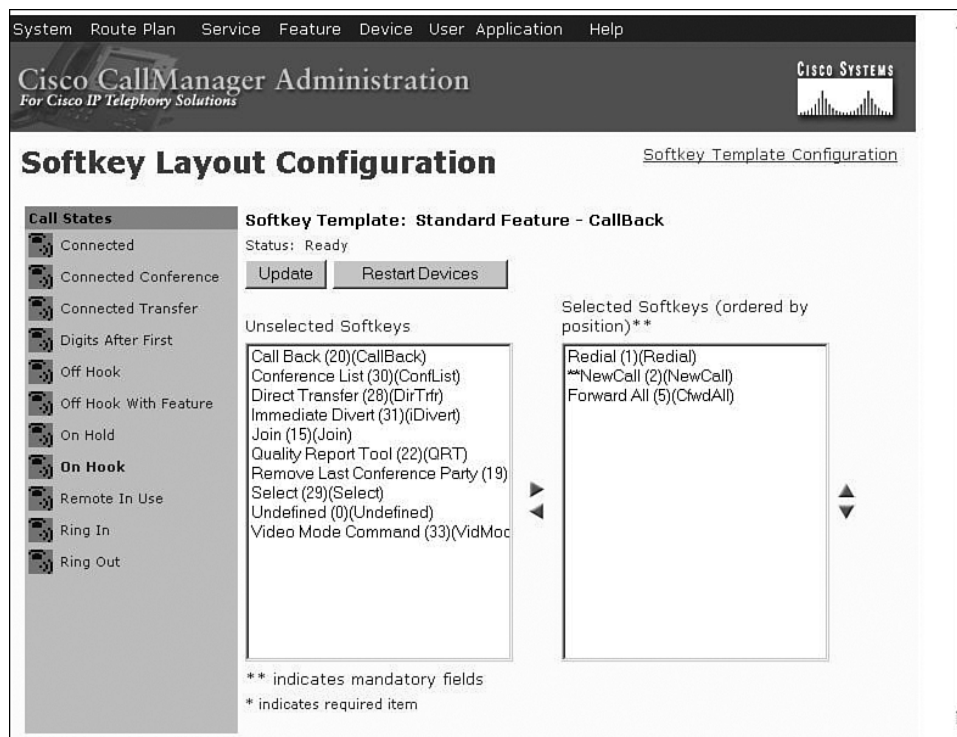 System Route Plan Service Feature Device User Application Help
Cisco CallManager Administration
For Cisco IP Telephony Solutions
CISCO SYSTEMS
Softkey Layout Configuration
Softkey Template Configuration
Call States
Connected
Connected Conference
Connected Transfer
Digits After First
Off Hook
Off Hook With Feature
On Hold
On Hook
Remote In Use
Ring In
Ring Out
Softkey Template: Standard Feature - CallBack
Status: Ready
Update Restart Devices
Unselected Softkeys
Call Back (20)(CallBack)
Conference List (30)(ConfList)
Direct Transfer (28)(DirTrfr)
Immediate Divert (31)(iDivert)
Join (15)(Join)
Quality Report Tool (22)(QRT)
Remove Last Conference Party (19)
Select (29)(Select)
Undefined (0)(Undefined)
Video Mode Command (33)(VidMod
Selected Softkeys (ordered by
position)**
Redial (1)(Redial)
**NewCall (2)(NewCall)
Forward All (5)(CfwdAll)
** indicates mandatory fields
* indicates required item